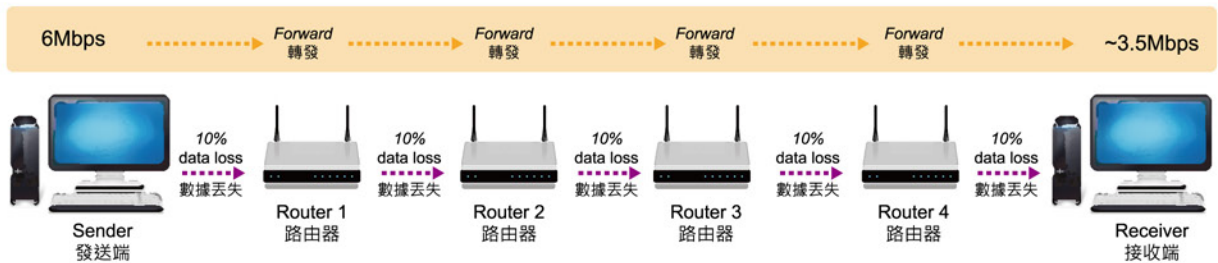 6Mbps
Forward
轉發
Forward
轉發
Forward
轉發
Forward
轉發
~3.5Mbps
10%
data loss
數據丟失
10%
data loss
數據丟失
10%
data loss
數據丟失
10%
data loss
數據丟失
10%
data loss
數據丟失
Sender
發送端
Router 1
路由器
Router 2
路由器
Router 3
路由器
Router 4
路由器
Receiver
接收端